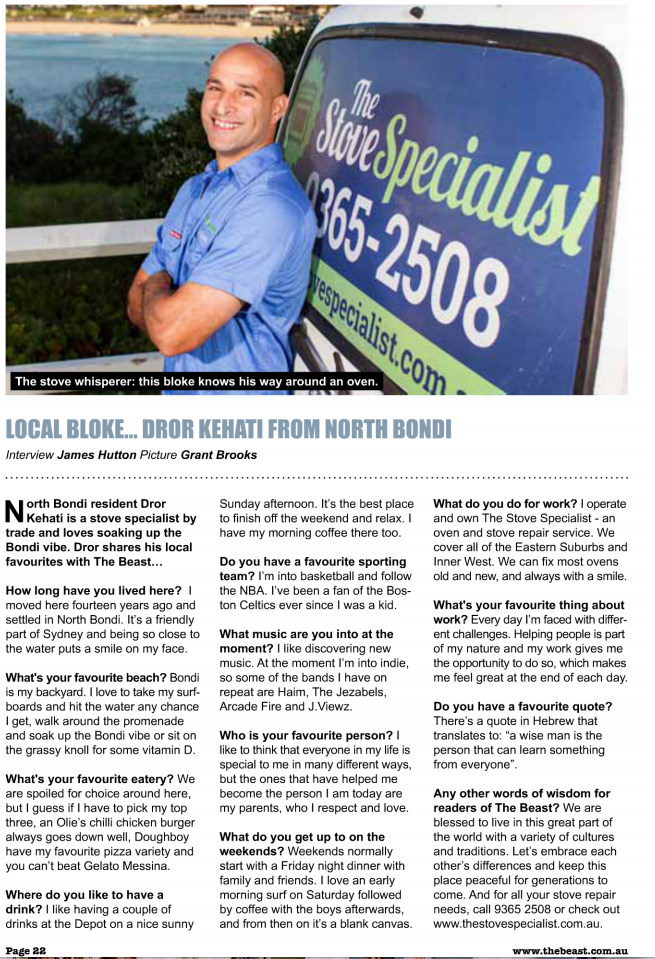 The
Stove Specialist
9365-2508
ovespecialist.com
The stove whisperer: this bloke knows his way around an oven.
LOCAL BLOKE... DROR KEHATI FROM NORTH BONDI
Interview James Hutton Picture Grant Brooks
North Bondi resident Dror
Kehati is a stove specialist by
trade and loves soaking up the
Bondi vibe. Dror shares his local
favourites with The Beast…
How long have you lived here? I
moved here fourteen years ago and
settled in North Bondi. It's a friendly
part of Sydney and being so close to
the water puts a smile on my face.
What's your favourite beach? Bondi
is my backyard. I love to take my surf-
boards and hit the water any chance
I get, walk around the promenade
and soak up the Bondi vibe or sit on
the grassy knoll for some vitamin D.
What's your favourite eatery? We
are spoiled for choice around here,
but I guess if I have to pick my top
three, an Olie's chilli chicken burger
always goes down well, Doughboy
have my favourite pizza variety and
you can't beat Gelato Messina.
Where do you like to have a
drink? I like having a couple of
drinks at the Depot on a nice sunny
Sunday afternoon. It's the best place
to finish off the weekend and relax. I
have my morning coffee there too.
Do you have a favourite sporting
team? I'm into basketball and follow
the NBA. I've been a fan of the Bos-
ton Celtics ever since I was a kid.
What music are you into at the
moment? I like discovering new
music. At the moment I'm into indie,
so some of the bands I have on
repeat are Haim, The Jezabels,
Arcade Fire and J.Viewz.
Who is your favourite person? I
like to think that everyone in my life is
special to me in many different ways,
but the ones that have helped me
become the person I am today are
my parents, who I respect and love.
What do you get up to on the
weekends? Weekends normally
start with a Friday night dinner with
family and friends. I love an early
morning surf on Saturday followed
by coffee with the boys afterwards,
and from then on it's a blank canvas.
What do you do for work? I operate
and own The Stove Specialist - an
oven and stove repair service. We
cover all of the Eastern Suburbs and
Inner West. We can fix most ovens
old and new, and always with a smile.
What's your favourite thing about
work? Every day I'm faced with differ-
ent challenges. Helping people is part
of my nature and my work gives me
the opportunity to do so, which makes
me feel great at the end of each day.
Do you have a favourite quote?
There's a quote in Hebrew that
translates to: “a wise man is the
person that can learn something
from everyone”.
Any other words of wisdom for
readers of The Beast? We are
blessed to live in this great part of
the world with a variety of cultures
and traditions. Let's embrace each
other's differences and keep this
place peaceful for generations to
come. And for all your stove repair
needs, call 9365 2508 or check out
www.thestovespecialist.com.au.
Page 22
www.thebeast.com.au